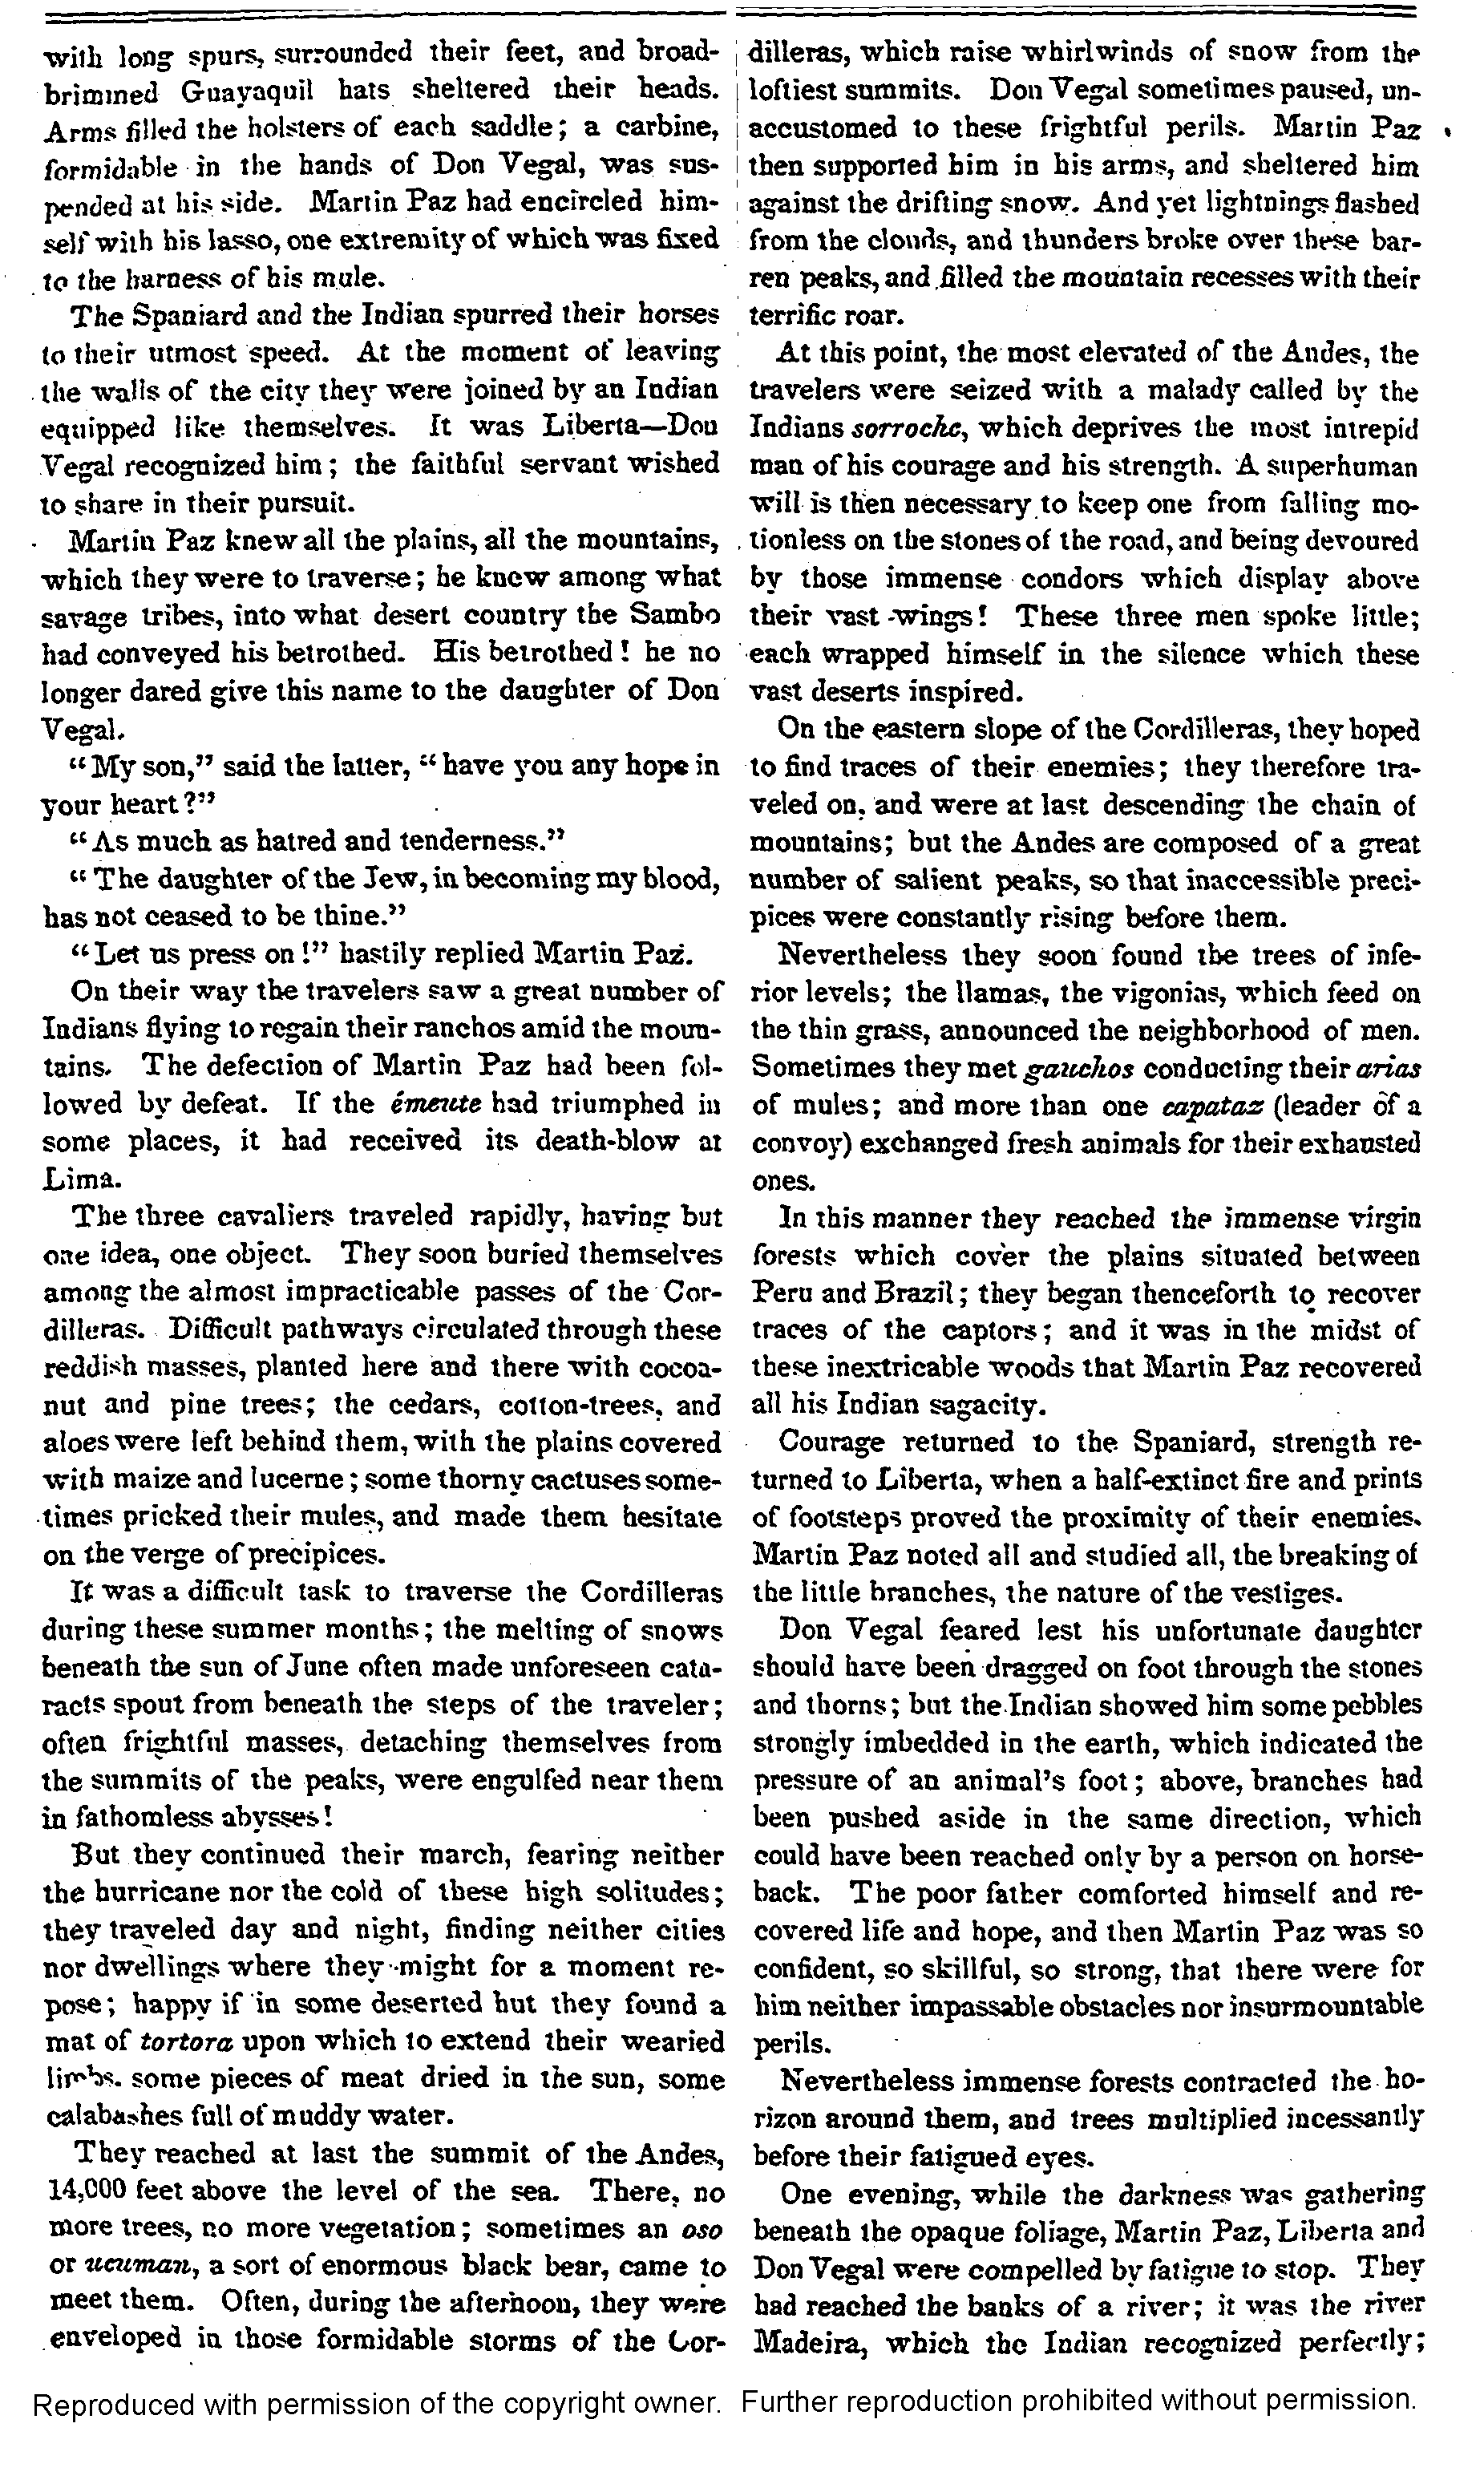 with long spurs, surrounded their feet, and broad-
brimmed Guayaquil hats sheltered their heads.
Arms filled the holsters of each saddle; a carbine,
formidable in the hands of Don Vegal, was sus-
pended at his side. Martin Paz had encircled him-
self with his lasso, one extremity of which was fixed
to the harness of his mule.
The Spaniard and the Indian spurred their horses
to their utmost speed. At the moment of leaving
the walls of the city they were joined by an Indian
equipped like themselves. It was Liberta—Don
Vegal recognized him; the faithful servant wished
to share in their pursuit.
Martin Paz knew all the plains, all the mountains,
which they were to traverse; he knew among what
savage tribes, into what desert country the Sambo
had conveyed his betrothed. His betrothed! he no
longer dared give this name to the daughter of Don
Vegal.
"My son," said the latter, "have you any hope in
your heart?"
"As much as hatred and tenderness."
"The daughter of the Jew, in becoming my blood,
has not ceased to be thine."
"Let us press on!" hastily replied Martin Paz.
On their way the travelers saw a great number of
Indians flying to regain their ranchos amid the moun-
tains. The defection of Martin Paz had been fol-
lowed by defeat. If the émeute had triumphed in
some places, it had received its death-blow at
Lima.
The three cavaliers traveled rapidly, having but
one idea, one object. They soon buried themselves
among the almost impracticable passes of the Cor-
dilleras. Difficult pathways circulated through these
reddish masses, planted here and there with cocoa-
nut and pine trees; the cedars, cotton-trees, and
aloes were left behind them, with the plains covered
with maize and lucerne; some thorny cactuses some-
times pricked their mules, and made them hesitate
on the verge of precipices.
It was a difficult task to traverse the Cordilleras
during these summer months; the melting of snows
beneath the sun of June often made unforeseen cata-
racts spout from beneath the steps of the traveler;
often frightful masses, detaching themselves from
the summits of the peaks, were engulfed near them
in fathomless abysses!
But they continued their march, fearing neither
the hurricane nor the cold of these high solitudes;
they traveled day and night, finding neither cities
nor dwellings where they might for a moment re-
pose; happy if in some deserted hut they found a
mat of tortora upon which to extend their wearied
limbs. some pieces of meat dried in the sun, some
calabashes full of muddy water.
They reached at last the summit of the Andes,
14,000 feet above the level of the sea. There, no
more trees, no more vegetation; sometimes an oso
or ucuman, a sort of enormous black bear, came to
meet them. Often, during the afternoon, they were
enveloped in those formidable storms of the Cor-
dilleras, which raise whirlwinds of snow from the
loftiest summits. Don Vegal sometimes paused, un-
accustomed to these frightful perils. Martin Paz
then supported him in his arms, and sheltered him
against the drifting snow. And yet lightnings flashed
from the clouds, and thunders broke over these bar-
ren peaks, and filled the mountain recesses with their
terrific roar.
At this point, the most elevated of the Andes, the
travelers were seized with a malady called by the
Indians sorroche, which deprives the most intrepid
man of his courage and his strength. A superhuman
will is then necessary to keep one from falling mo-
tionless on the stones of the road, and being devoured
by those immense condors which display above
their vast wings! These three men spoke little;
each wrapped himself in the silence which these
vast deserts inspired.
On the eastern slope of the Cordilleras, they hoped
to find traces of their enemies; they therefore tra-
veled on, and were at last descending the chain of
mountains; but the Andes are composed of a great
number of salient peaks, so that inaccessible preci-
pices were constantly rising before them.
Nevertheless they soon found the trees of infe-
rior levels; the llamas, the vigonias, which feed on
the thin grass, announced the neighborhood of men.
Sometimes they met gauchos conducting their arias
of mules; and more than one capataz (leader of a
convoy) exchanged fresh animals for their exhausted
ones.
In this manner they reached the immense virgin
forests which cover the plains situated between
Peru and Brazil; they began thenceforth to recover
traces of the captors; and it was in the midst of
these inextricable woods that Martin Paz recovered
all his Indian sagacity.
Courage returned to the Spaniard, strength re-
turned to Liberta, when a half-extinct fire and prints
of footsteps proved the proximity of their enemies.
Martin Paz noted all and studied all, the breaking of
the little branches, the nature of the vestiges.
Don Vegal feared lest his unfortunate daughter
should have been dragged on foot through the stones
and thorns; but the Indian showed him some pebbles
strongly imbedded in the earth, which indicated the
pressure of an animal's foot; above, branches had
been pushed aside in the same direction, which
could have been reached only by a person on horse-
back. The poor father comforted himself and re-
covered life and hope, and then Martin Paz was so
confident, so skillful, so strong, that there were for
him neither impassable obstacles nor insurmountable
perils.
Nevertheless immense forests contracted the ho-
rizon around them, and trees multiplied incessantly
before their fatigued eyes.
One evening, while the darkness was gathering
beneath the opaque foliage, Martin Paz, Liberta and
Don Vegal were compelled by fatigue to stop. They
had reached the banks of a river; it was the river
Madeira, which the Indian recognized perfectly;
Reproduced with permission of the copyright owner. Further reproduction prohibited without permission.